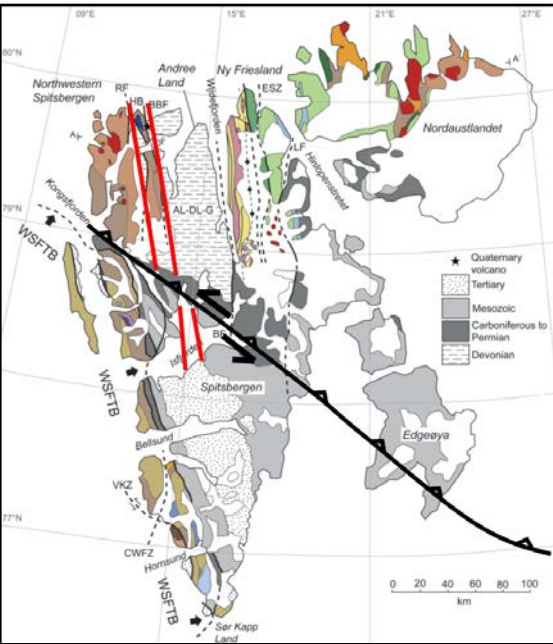 09°E
15°E
21°E
27°E
80°N
Andree
Land
Ny Friesland
Northwestern
Spitsbergen
RF
HB
BBF
Wijdefjorden
ESZ
A'
Nordaustlandet
LF
Hinlopenstretet
A
79°N
Kongsfjorden
AL-DL-G
WSFTB
Quaternary
volcano
Tertiary
Mesozoic
Carboniferous to
Permian
Devonian
Isfjorden
Spitsbergen
WSFTB
Edgeøya
Bellsund
VKZ
77°N
CWFZ
Hornsund
WSFTB
Sør Kapp
Land
0 20 40 60 80 100
km